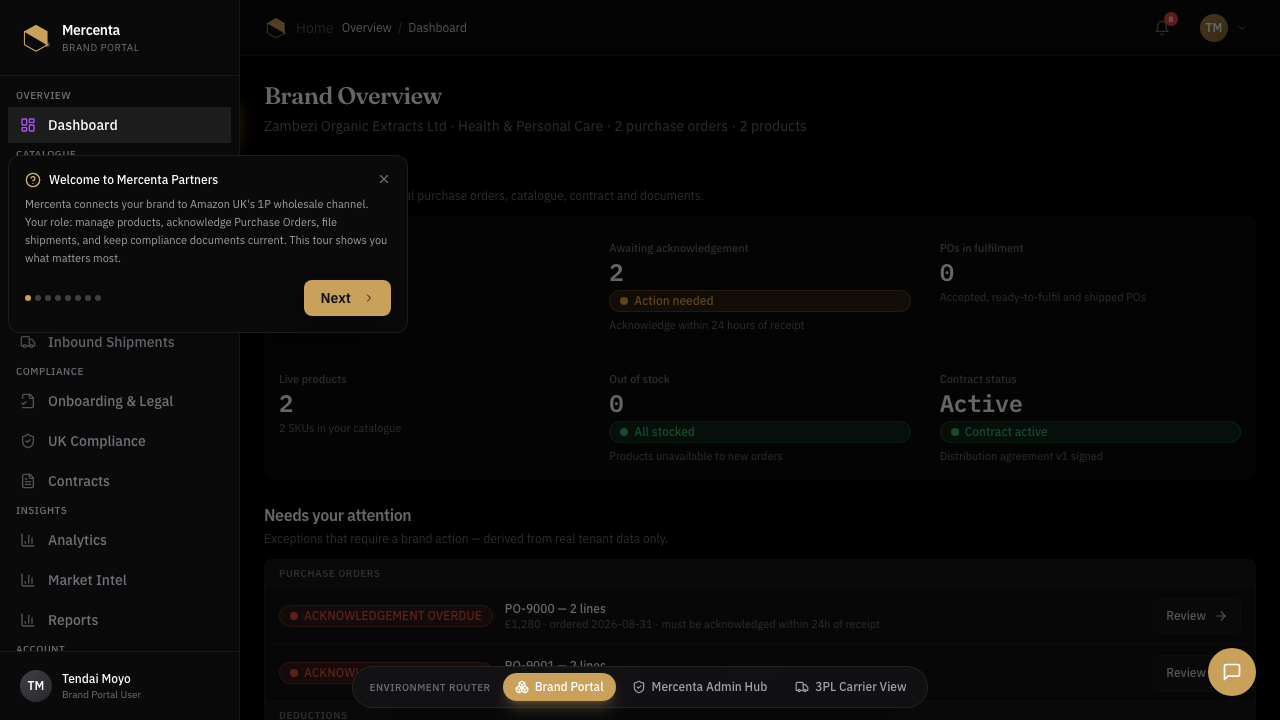 Mercenta
BRAND PORTAL
OVERVIEW
Dashboard
CATALOGUE
Welcome to Mercenta Partners
Mercenta connects your brand to Amazon UK's 1P wholesale channel.
Your role: manage products, acknowledge Purchase Orders, file
shipments, and keep compliance documents current. This tour shows you
what matters most.
Next
Inbound Shipments
COMPLIANCE
Onboarding & Legal
UK Compliance
Contracts
INSIGHTS
Analytics
Market Intel
Reports
ACCOUNT
TM
Tendai Moyo
Brand Portal User
Home Overview / Dashboard
8
TM
Brand Overview
Zambezi Organic Extracts Ltd · Health & Personal Care · 2 purchase orders · 2 products
purchase orders, catalogue, contract and documents.
Awaiting acknowledgement
2
Action needed
Acknowledge within 24 hours of receipt
POs in fulfilment
0
Accepted, ready-to-fulfil and shipped POs
Live products
2
2 SKUs in your catalogue
Out of stock
0
All stocked
Products unavailable to new orders
Contract status
Active
Contract active
Distribution agreement v1 signed
Needs your attention
Exceptions that require a brand action — derived from real tenant data only.
PURCHASE ORDERS
ACKNOWLEDGEMENT OVERDUE
PO-9000 — 2 lines
£1,280 · ordered 2026-08-31 · must be acknowledged within 24h of receipt
Review
PO-9001 — 2 lines
Review
ENVIRONMENT ROUTER
Brand Portal
Mercenta Admin Hub
3PL Carrier View
DEDUCTIONS